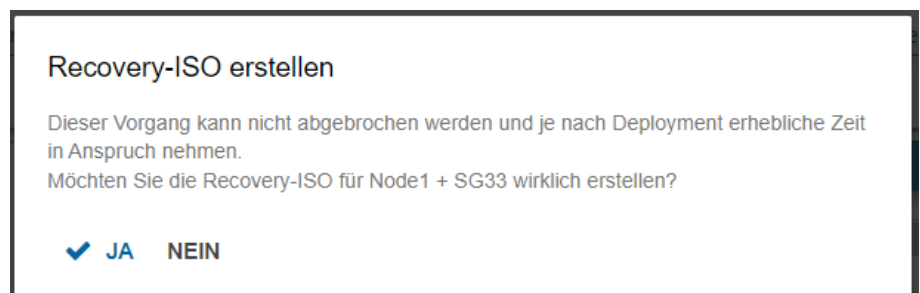 Recovery-ISO erstellen
Dieser Vorgang kann nicht abgebrochen werden und je nach Deployment erhebliche Zeit
in Anspruch nehmen.
Möchten Sie die Recovery-ISO für Node1 + SG33 wirklich erstellen?
JA NEIN